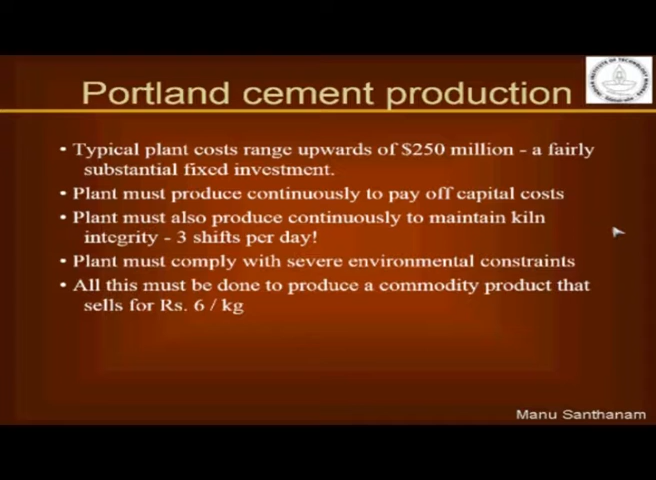 Portland cement production
• Typical plant costs range upwards of $250 million - a fairly
substantial fixed investment.
• Plant must produce continuously to pay off capital costs
• Plant must also produce continuously to maintain kiln
integrity - 3 shifts per day!
• Plant must comply with severe environmental constraints
• All this must be done to produce a commodity product that
sells for Rs. 6 / kg
Manu Santhanam